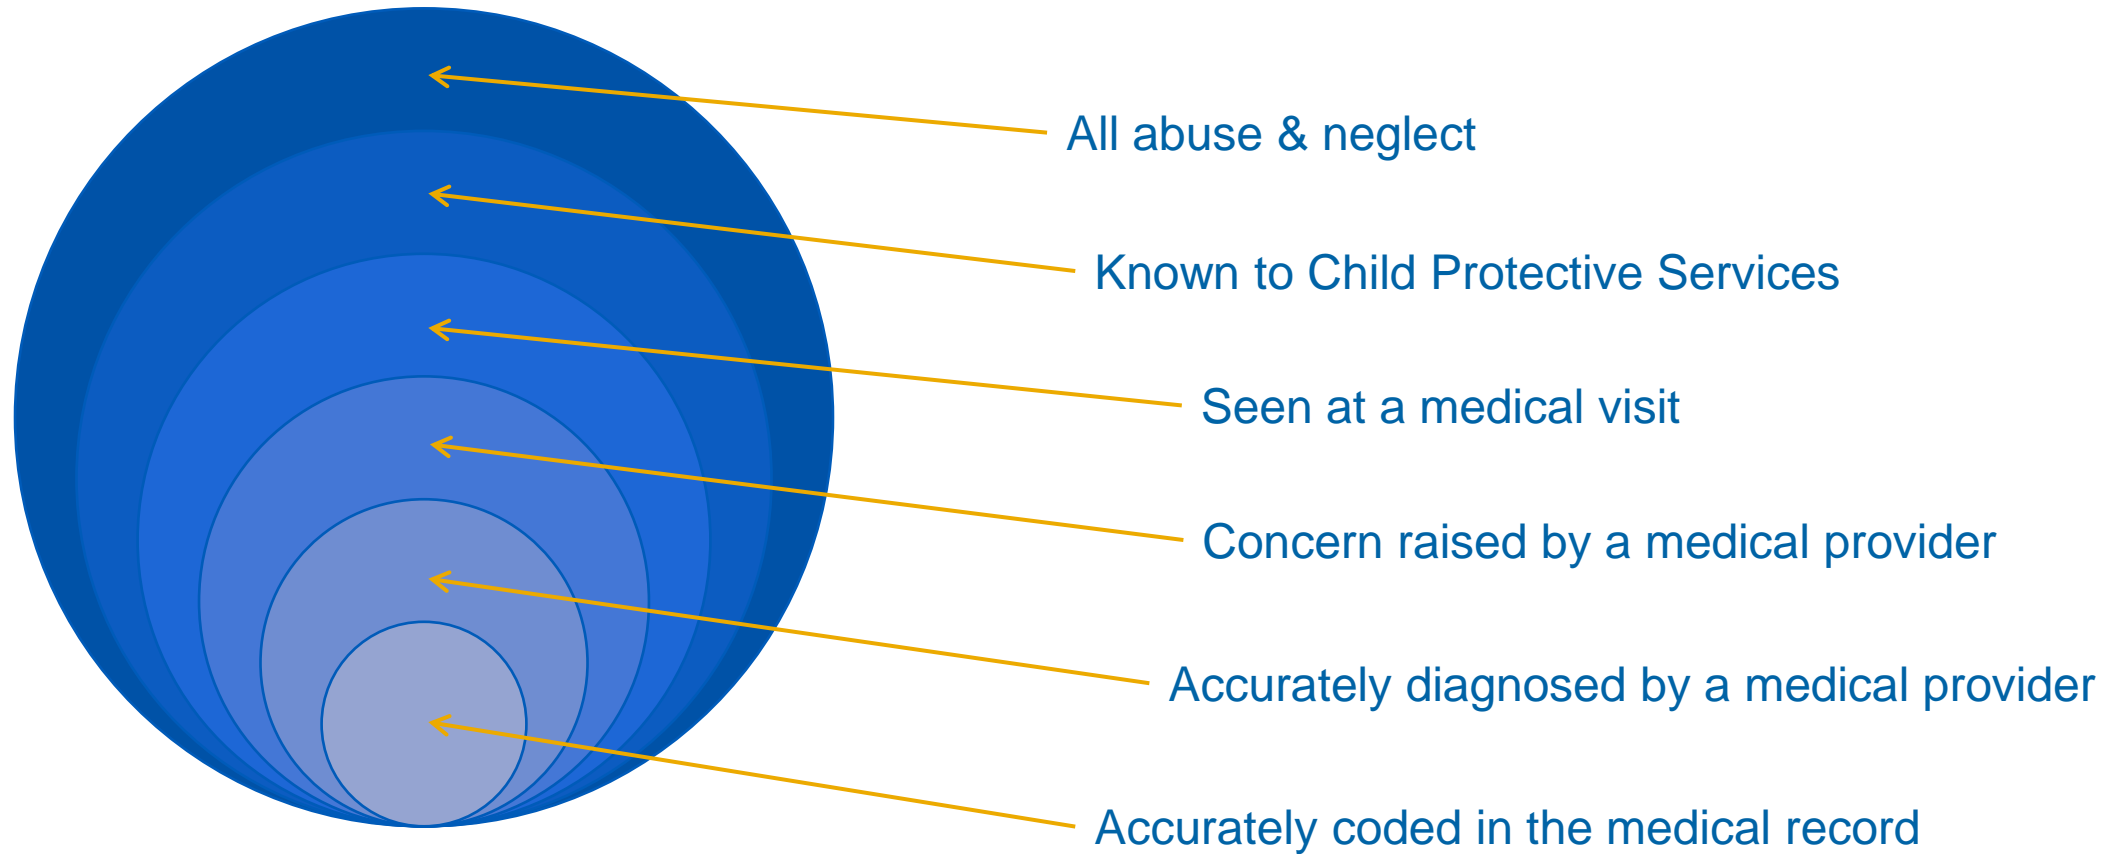 All abuse & neglect
Known to Child Protective Services
Seen at a medical visit
Concern raised by a medical provider
Accurately diagnosed by a medical provider
Accurately coded in the medical record